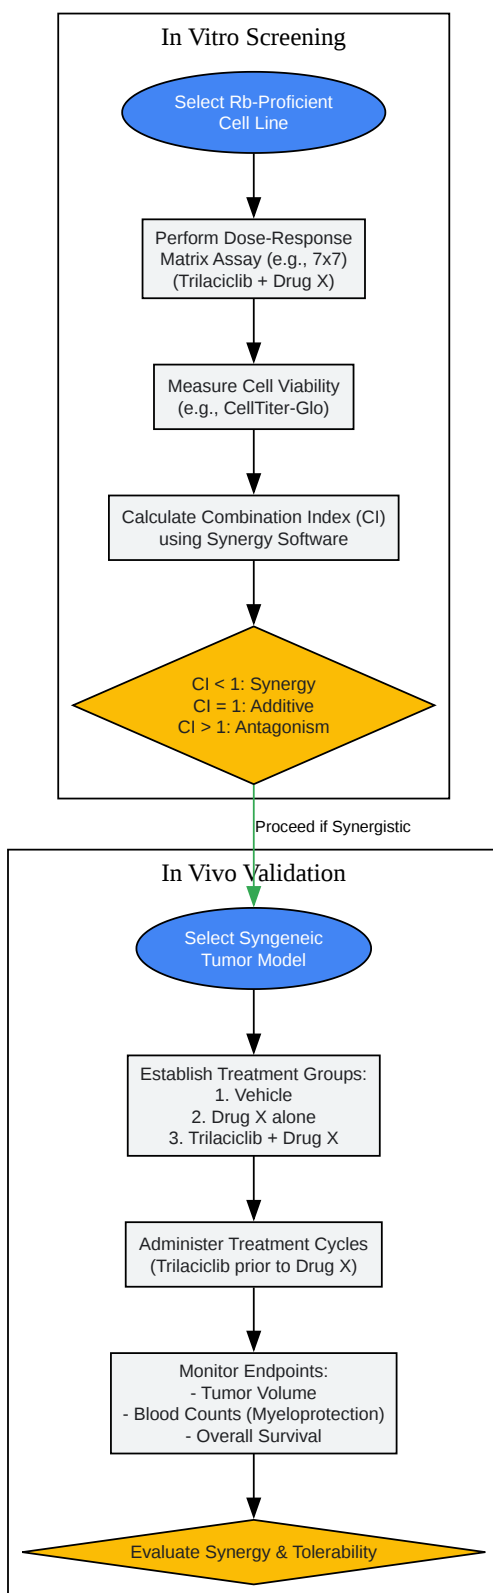 In Vitro Screening
Select Rb-Proficient
Cell Line
Perform Dose-Response
Matrix Assay (e.g., 7x7)
(Trilaciclib + Drug X)
Measure Cell Viability
(e.g., CellTiter-Glo)
Calculate Combination Index (CI)
using Synergy Software
CI < 1: Synergy
CI = 1: Additive
CI > 1: Antagonism
Proceed if Synergistic
In Vivo Validation
Select Syngeneic
Tumor Model
Establish Treatment Groups:
1. Vehicle
2. Drug X alone
3. Trilaciclib + Drug X
Administer Treatment Cycles
(Trilaciclib prior to Drug X)
Monitor Endpoints:
- Tumor Volume
- Blood Counts (Myeloprotection)
- Overall Survival
Evaluate Synergy & Tolerability